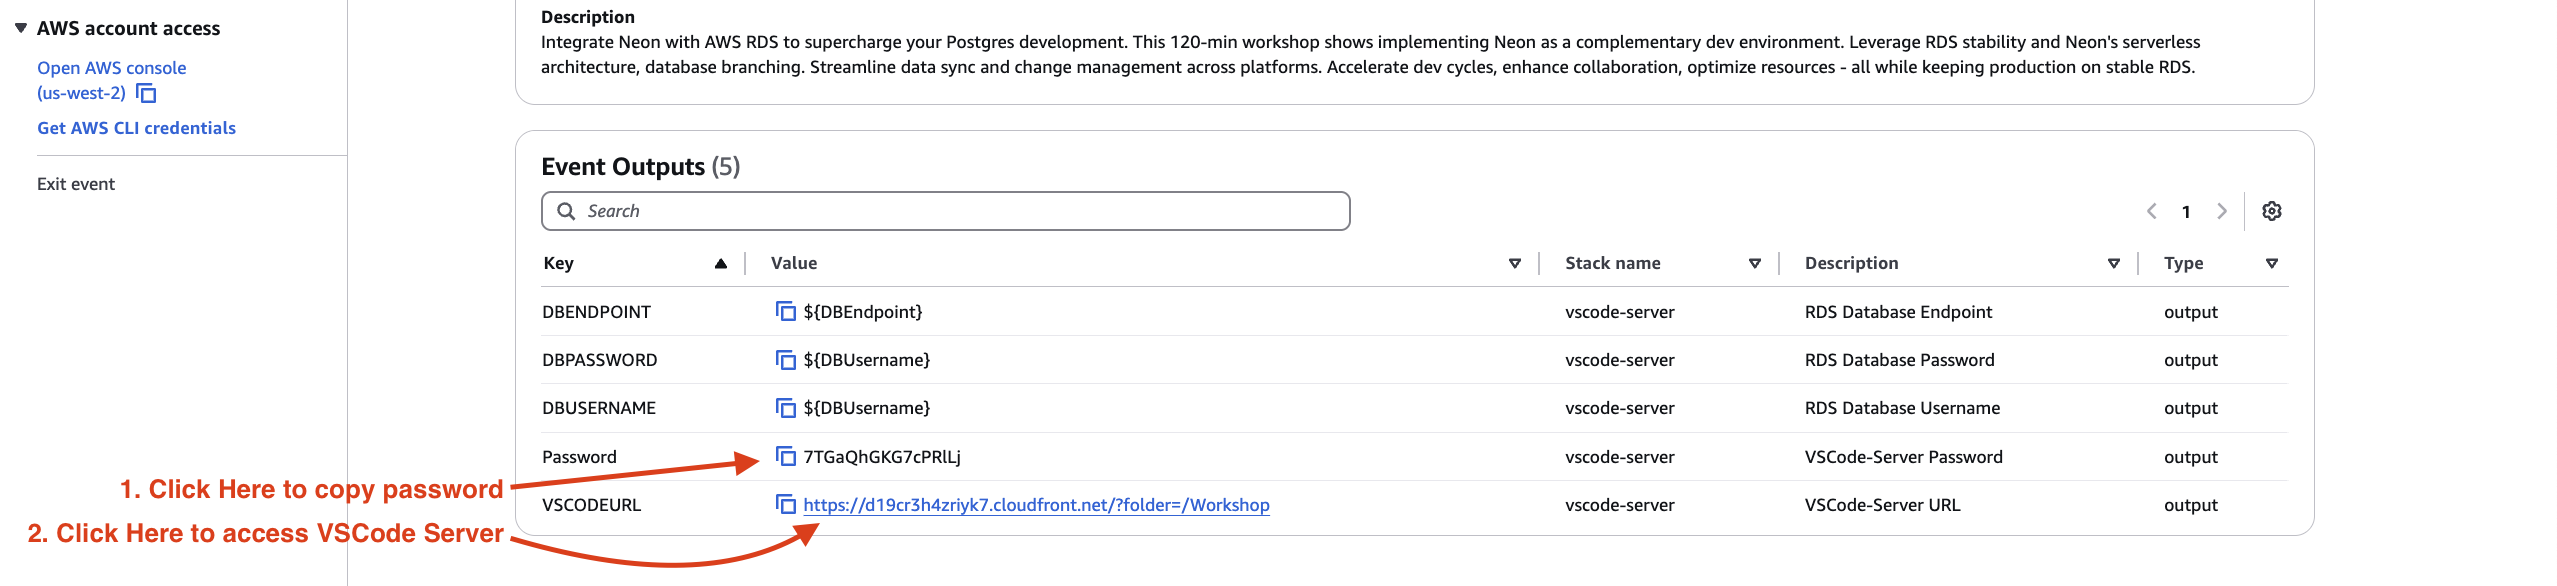 AWS account access
Open AWS console
(us-west-2)
Get AWS CLI credentials
Exit event
Description
Integrate Neon with AWS RDS to supercharge your Postgres development. This 120-min workshop shows implementing Neon as a complementary dev environment. Leverage RDS stability and Neon's serverless
architecture, database branching. Streamline data sync and change management across platforms. Accelerate dev cycles, enhance collaboration, optimize resources - all while keeping production on stable RDS.
Event Outputs (5)
Search
1
Key Value Stack name Description Type
DBENDPOINT ${DBEndpoint} vscode-server RDS Database Endpoint output
DBPASSWORD ${DBUsername} vscode-server RDS Database Password output
DBUSERNAME ${DBUsername} vscode-server RDS Database Username output
Password 7TGaQhGKG7cPRlLj vscode-server VSCode-Server Password output
1. Click Here to copy password
VSCODEURL https://d19cr3h4zriyk7.cloudfront.net/?folder=/Workshop vscode-server VSCode-Server URL output
2. Click Here to access VSCode Server